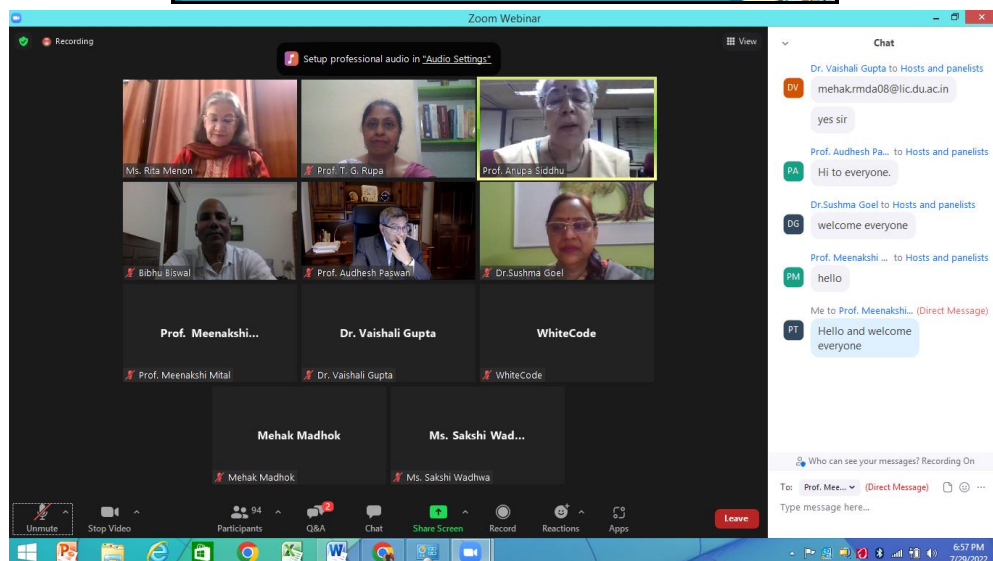 Zoom Webinar
Recording
Setup professional audio in "Audio Settings"
View
Ms. Rita Menon
Prof. T. G. Rupa
Prof. Anupa Siddhu
Bibhu Biswal
Prof. Audhesh Paswan
Dr.Sushma Goel
Prof. Meenakshi...
Prof. Meenakshi Mital
Dr. Vaishali Gupta
Dr. Vaishali Gupta
WhiteCode
WhiteCode
Mehak Madhok
Mehak Madhok
Ms. Sakshi Wad...
Ms. Sakshi Wadhwa
Unmute
Stop Video
94
Participants
2
Q&A
Chat
Share Screen
Record
Reactions
Apps
Leave
Chat
Dr. Vaishali Gupta to Hosts and panelists
DV
mehak.rmda08@lic.du.ac.in
yes sir
Prof. Audhesh Pa... to Hosts and panelists
PA
Hi to everyone.
Dr.Sushma Goel to Hosts and panelists
DG
welcome everyone
Prof. Meenakshi ... to Hosts and panelists
PM
hello
Me to Prof. Meenakshi... (Direct Message)
PT
Hello and welcome
everyone
Who can see your messages? Recording On
To: Prof. Mee... (Direct Message)
Type message here...
6:57 PM
7/29/2022